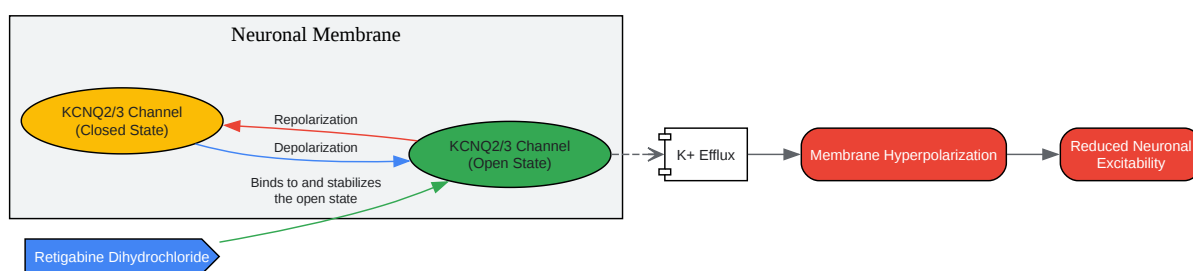 Neuronal Membrane
KCNQ2/3 Channel
(Closed State)
Repolarization
Depolarization
KCNQ2/3 Channel
(Open State)
Binds to and stabilizes
the open state
Retigabine Dihydrochloride
K+ Efflux
Membrane Hyperpolarization
Reduced Neuronal
Excitability